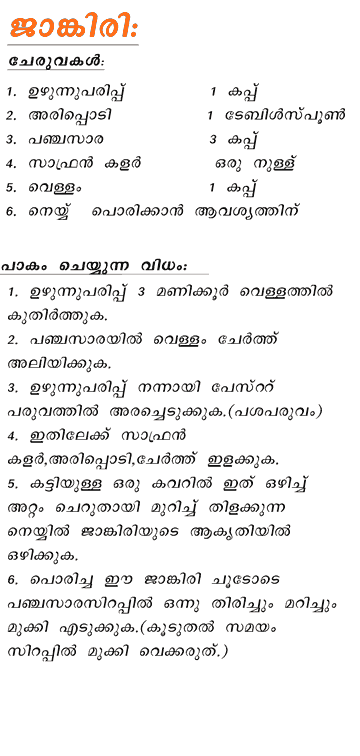 ജാങ്കിരി:
ചേരുവകൾ:
1. ഉഴുന്നുപരിപ്പ് 1 കപ്പ്
2. അരിപ്പൊടി 1 ടേബിൾസ്പൂൺ
3. പഞ്ചസാര 3 കപ്പ്
4. സാഫ്രൻ കളർ ഒരു നുള്ള്
5. വെള്ളം 1 കപ്പ്
6. നെയ്യ് പൊരിക്കാൻ ആവശ്യത്തിന്
പാകം ചെയ്യുന്ന വിധം:
1. ഉഴുന്നുപരിപ്പ് 3 മണിക്കൂർ വെള്ളത്തിൽ
കുതിർത്തുക.
2. പഞ്ചസാരയിൽ വെള്ളം ചേർത്ത്
അലിയിക്കുക.
3. ഉഴുന്നുപരിപ്പ് നന്നായി പേസ്ററ്
പരുവത്തിൽ അരച്ചെടുക്കുക.(പശപരുവം)
4. ഇതിലേക്ക് സാഫ്രൻ
കളർ,അരിപ്പൊടി,ചേർത്ത് ഇളക്കുക.
5. കട്ടിയുള്ള ഒരു കവറിൽ ഇത് ഒഴിച്ച്
അറ്റം ചെറുതായി മുറിച്ച് തിളക്കുന്ന
നെയ്യിൽ ജാങ്കിരിയുടെ ആകൃതിയിൽ
ഒഴിക്കുക.
6. പൊരിച്ച ഈ ജാങ്കിരി ചൂടോടെ
പഞ്ചസാരസിറപ്പിൽ ഒന്നു തിരിച്ചും മറിച്ചും
മുക്കി എടുക്കുക.(കൂടുതൽ സമയം
സിറപ്പിൽ മുക്കി വെക്കരുത്.)